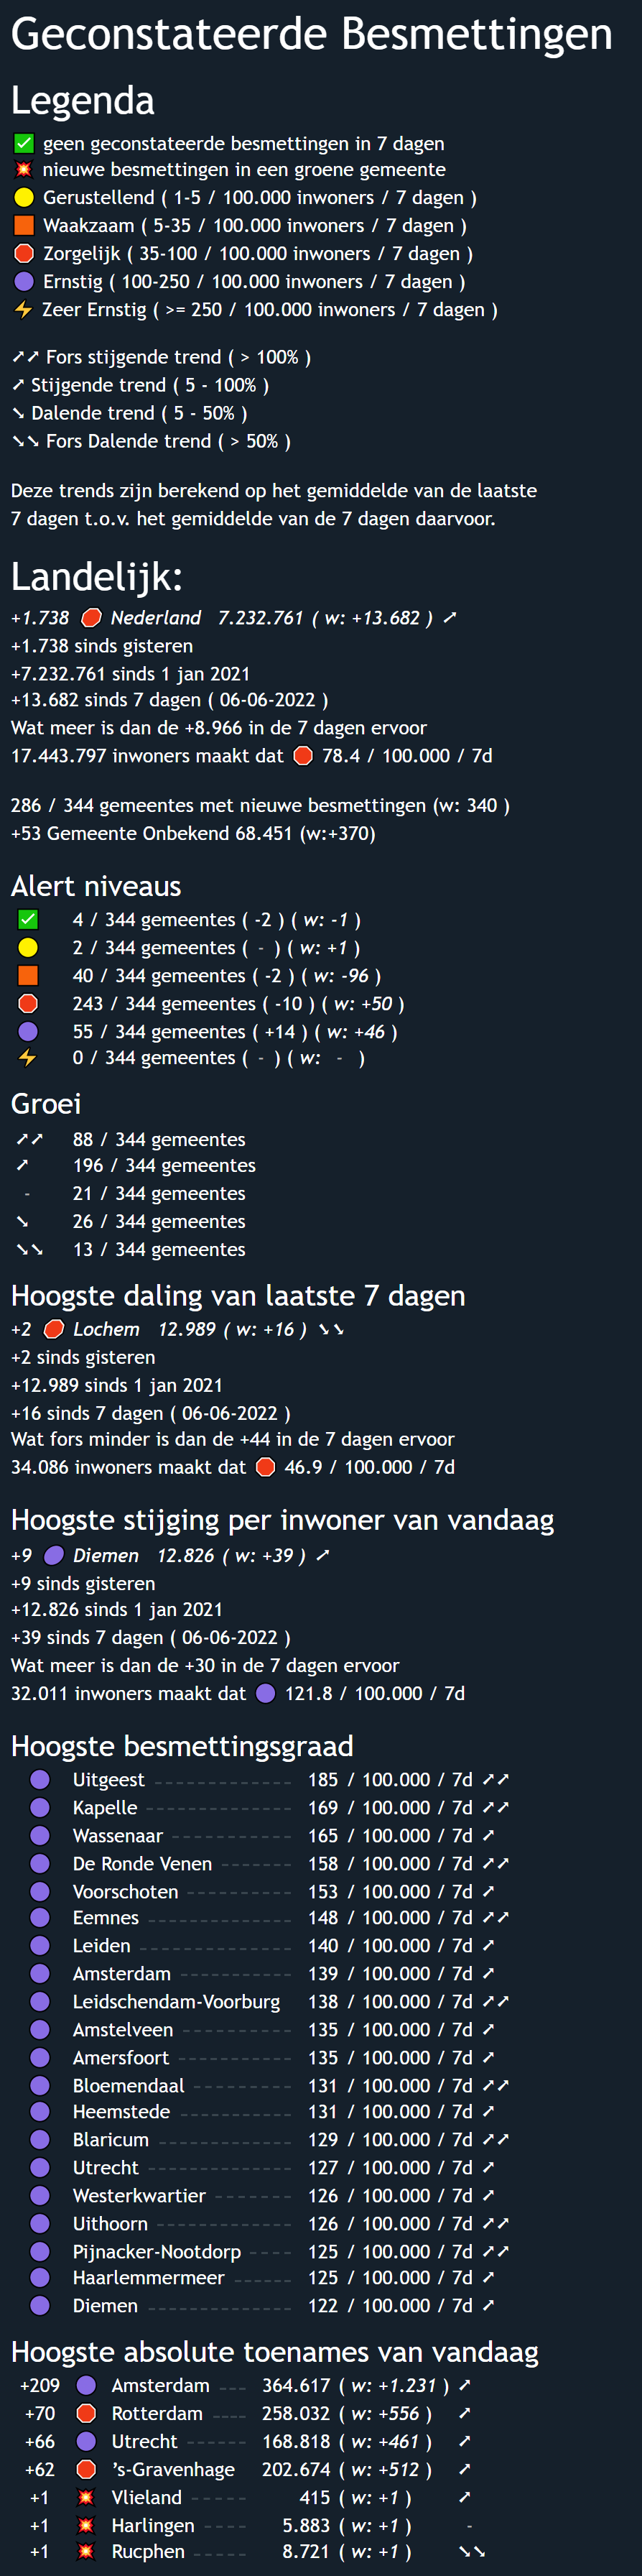 Geconstateerde Besmettingen
Legenda
✅ geen geconstateerde besmettingen in 7 dagen
💥 nieuwe besmettingen in een groene gemeente
🟡 Gerustellend ( 1-5 / 100.000 inwoners / 7 dagen )
🟧 Waakzaam ( 5-35 / 100.000 inwoners / 7 dagen )
🛑 Zorgelijk ( 35-100 / 100.000 inwoners / 7 dagen )
🟣 Ernstig ( 100-250 / 100.000 inwoners / 7 dagen )
⚡ Zeer Ernstig ( >= 250 / 100.000 inwoners / 7 dagen )
➚➚ Fors stijgende trend ( > 100% )
➚ Stijgende trend ( 5 - 100% )
➘ Dalende trend ( 5 - 50% )
➘➘ Fors Dalende trend ( > 50% )
Deze trends zijn berekend op het gemiddelde van de laatste
7 dagen t.o.v. het gemiddelde van de 7 dagen daarvoor.
Landelijk:
+1.738 🛑 Nederland 7.232.761 ( w: +13.682 ) ➚
+1.738 sinds gisteren
+7.232.761 sinds 1 jan 2021
+13.682 sinds 7 dagen ( 06-06-2022 )
Wat meer is dan de +8.966 in de 7 dagen ervoor
17.443.797 inwoners maakt dat 🛑 78.4 / 100.000 / 7d
286 / 344 gemeentes met nieuwe besmettingen (w: 340 )
+53 Gemeente Onbekend 68.451 (w:+370)
Alert niveaus
✅ 4 / 344 gemeentes ( -2 ) ( w: -1 )
🟡 2 / 344 gemeentes ( - ) ( w: +1 )
🟧 40 / 344 gemeentes ( -2 ) ( w: -96 )
🛑 243 / 344 gemeentes ( -10 ) ( w: +50 )
🟣 55 / 344 gemeentes ( +14 ) ( w: +46 )
⚡ 0 / 344 gemeentes ( - ) ( w: - )
Groei
➚➚ 88 / 344 gemeentes
➚ 196 / 344 gemeentes
- 21 / 344 gemeentes
➘ 26 / 344 gemeentes
➘➘ 13 / 344 gemeentes
Hoogste daling van laatste 7 dagen
+2 🛑 Lochem 12.989 ( w: +16 ) ➘➘
+2 sinds gisteren
+12.989 sinds 1 jan 2021
+16 sinds 7 dagen ( 06-06-2022 )
Wat fors minder is dan de +44 in de 7 dagen ervoor
34.086 inwoners maakt dat 🛑 46.9 / 100.000 / 7d
Hoogste stijging per inwoner van vandaag
+9 🟣 Diemen 12.826 ( w: +39 ) ➚
+9 sinds gisteren
+12.826 sinds 1 jan 2021
+39 sinds 7 dagen ( 06-06-2022 )
Wat meer is dan de +30 in de 7 dagen ervoor
32.011 inwoners maakt dat 🟣 121.8 / 100.000 / 7d
Hoogste besmettingsgraad
🟣 Uitgeest 185 / 100.000 / 7d ➚➚
🟣 Kapelle 169 / 100.000 / 7d ➚➚
🟣 Wassenaar 165 / 100.000 / 7d ➚
🟣 De Ronde Venen 158 / 100.000 / 7d ➚➚
🟣 Voorschoten 153 / 100.000 / 7d ➚
🟣 Eemnes 148 / 100.000 / 7d ➚➚
🟣 Leiden 140 / 100.000 / 7d ➚
🟣 Amsterdam 139 / 100.000 / 7d ➚
🟣 Leidschendam-Voorburg 138 / 100.000 / 7d ➚➚
🟣 Amstelveen 135 / 100.000 / 7d ➚
🟣 Amersfoort 135 / 100.000 / 7d ➚
🟣 Bloemendaal 131 / 100.000 / 7d ➚➚
🟣 Heemstede 131 / 100.000 / 7d ➚
🟣 Blaricum 129 / 100.000 / 7d ➚➚
🟣 Utrecht 127 / 100.000 / 7d ➚
🟣 Westerkwartier 126 / 100.000 / 7d ➚
🟣 Uithoorn 126 / 100.000 / 7d ➚➚
🟣 Pijnacker-Nootdorp 125 / 100.000 / 7d ➚➚
🟣 Haarlemmermeer 125 / 100.000 / 7d ➚
🟣 Diemen 122 / 100.000 / 7d ➚
Hoogste absolute toenames van vandaag
+209 🟣 Amsterdam 364.617 ( w: +1.231 ) ➚
+70 🛑 Rotterdam 258.032 ( w: +556 ) ➚
+66 🟣 Utrecht 168.818 ( w: +461 ) ➚
+62 🛑 's-Gravenhage 202.674 ( w: +512 ) ➚
+1 💥 Vlieland 415 ( w: +1 ) ➚
+1 💥 Harlingen 5.883 ( w: +1 ) -
+1 💥 Rucphen 8.721 ( w: +1 ) ➘➘